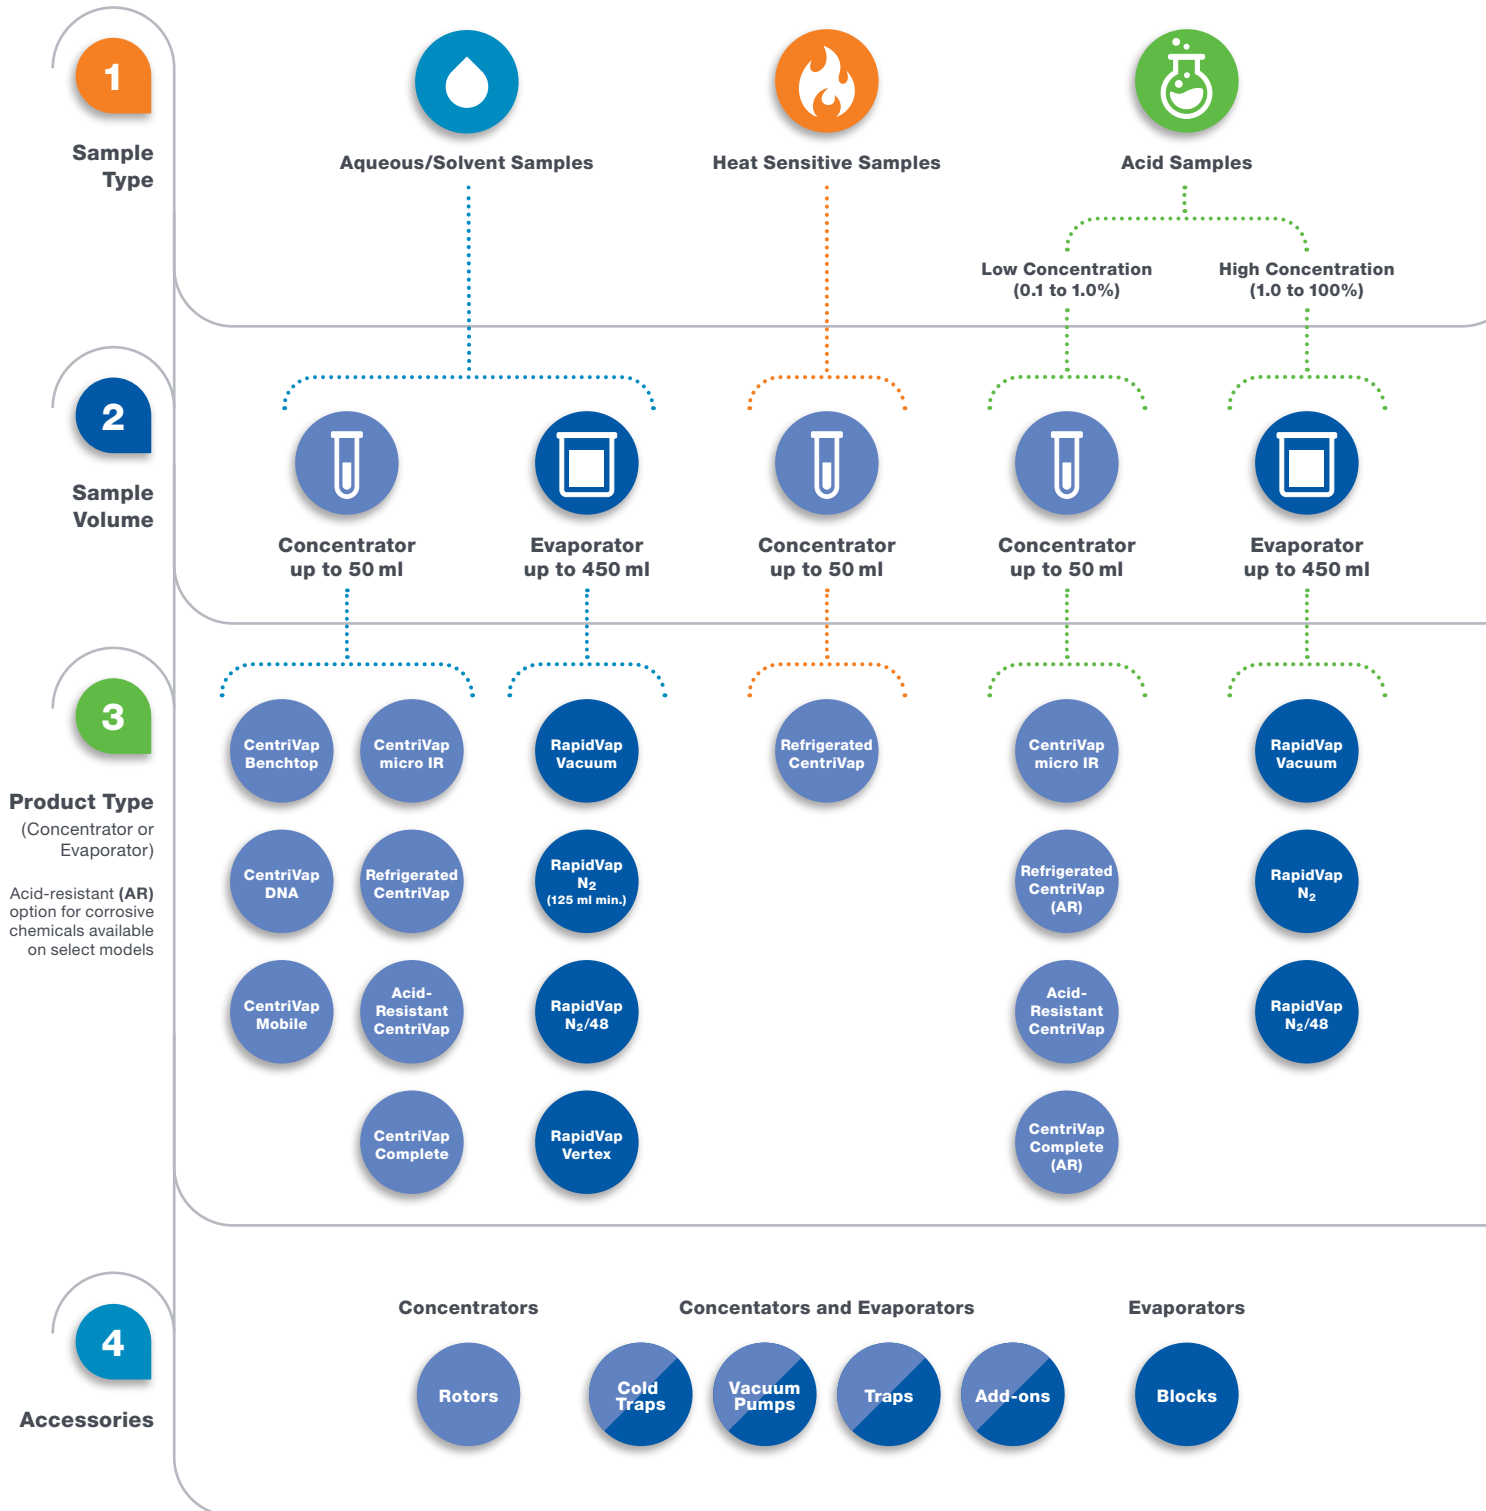 1
Sample
Type
Aqueous/Solvent Samples
Heat Sensitive Samples
Acid Samples
Low Concentration
(0.1 to 1.0%)
High Concentration
(1.0 to 100%)
2
Sample
Volume
Concentrator
up to 50 ml
Evaporator
up to 450 ml
Concentrator
up to 50 ml
Concentrator
up to 50 ml
Evaporator
up to 450 ml
3
Product Type
(Concentrator or
Evaporator)
Acid-resistant (AR)
option for corrosive
chemicals available
on select models
CentriVap
Benchtop
CentriVap
micro IR
RapidVap
Vacuum
Refrigerated
CentriVap
CentriVap
micro IR
RapidVap
Vacuum
CentriVap
DNA
Refrigerated
CentriVap
RapidVap
N₂
(125 ml min.)
Refrigerated
CentriVap
(AR)
RapidVap
N₂
CentriVap
Mobile
Acid-
Resistant
CentriVap
RapidVap
N₂/48
Acid-
Resistant
CentriVap
RapidVap
N₂/48
CentriVap
Complete
RapidVap
Vertex
CentriVap
Complete
(AR)
4
Accessories
Concentrators
Concentators and Evaporators
Evaporators
Rotors
Cold
Traps
Vacuum
Pumps
Traps
Add-ons
Blocks